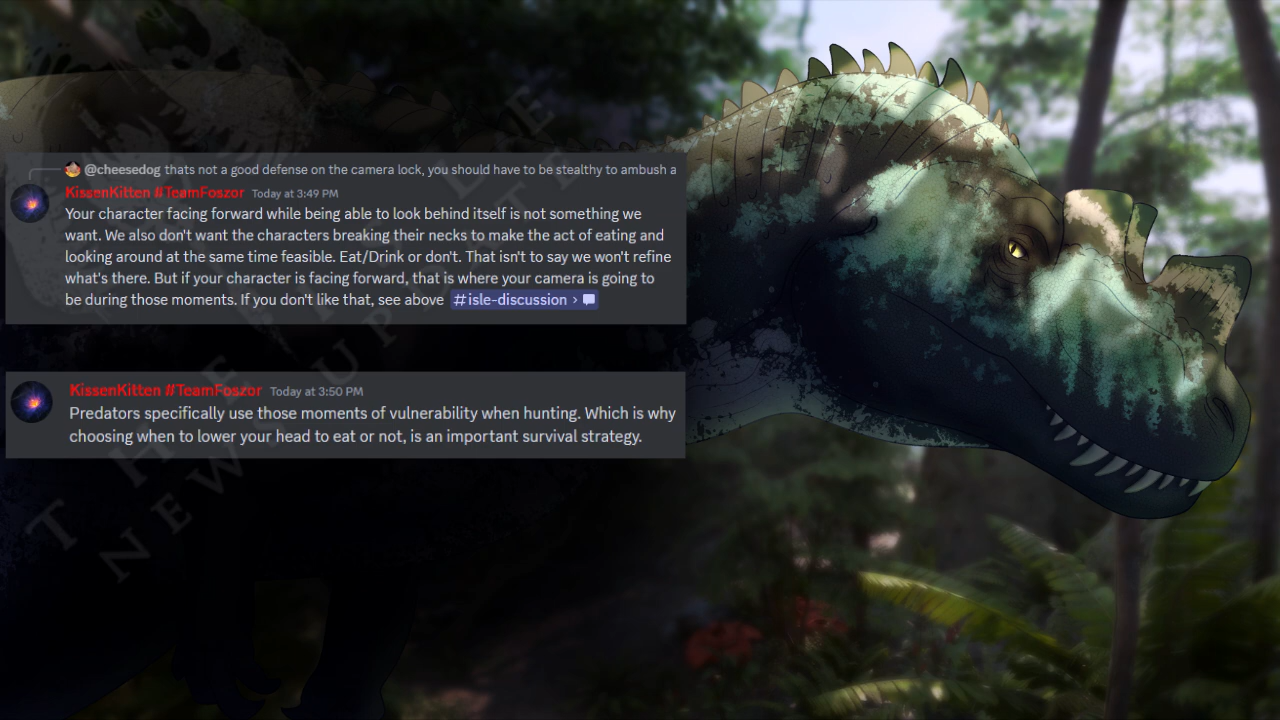 @cheesedog thats not a good defense on the camera lock, you should have to be stealthy to ambush a
KissenKitten #TeamFoszor Today at 3:49 PM
Your character facing forward while being able to look behind itself is not something we
want. We also don't want the characters breaking their necks to make the act of eating and
looking around at the same time feasible. Eat/Drink or don't. That isn't to say we won't refine
what's there. But if your character is facing forward, that is where your camera is going to
be during those moments. If you don't like that, see above #isle-discussion ›
KissenKitten #TeamFoszor Today at 3:50 PM
Predators specifically use those moments of vulnerability when hunting. Which is why
choosing when to lower your head to eat or not, is an important survival strategy.
THE ISLE
NEWS UPDATE